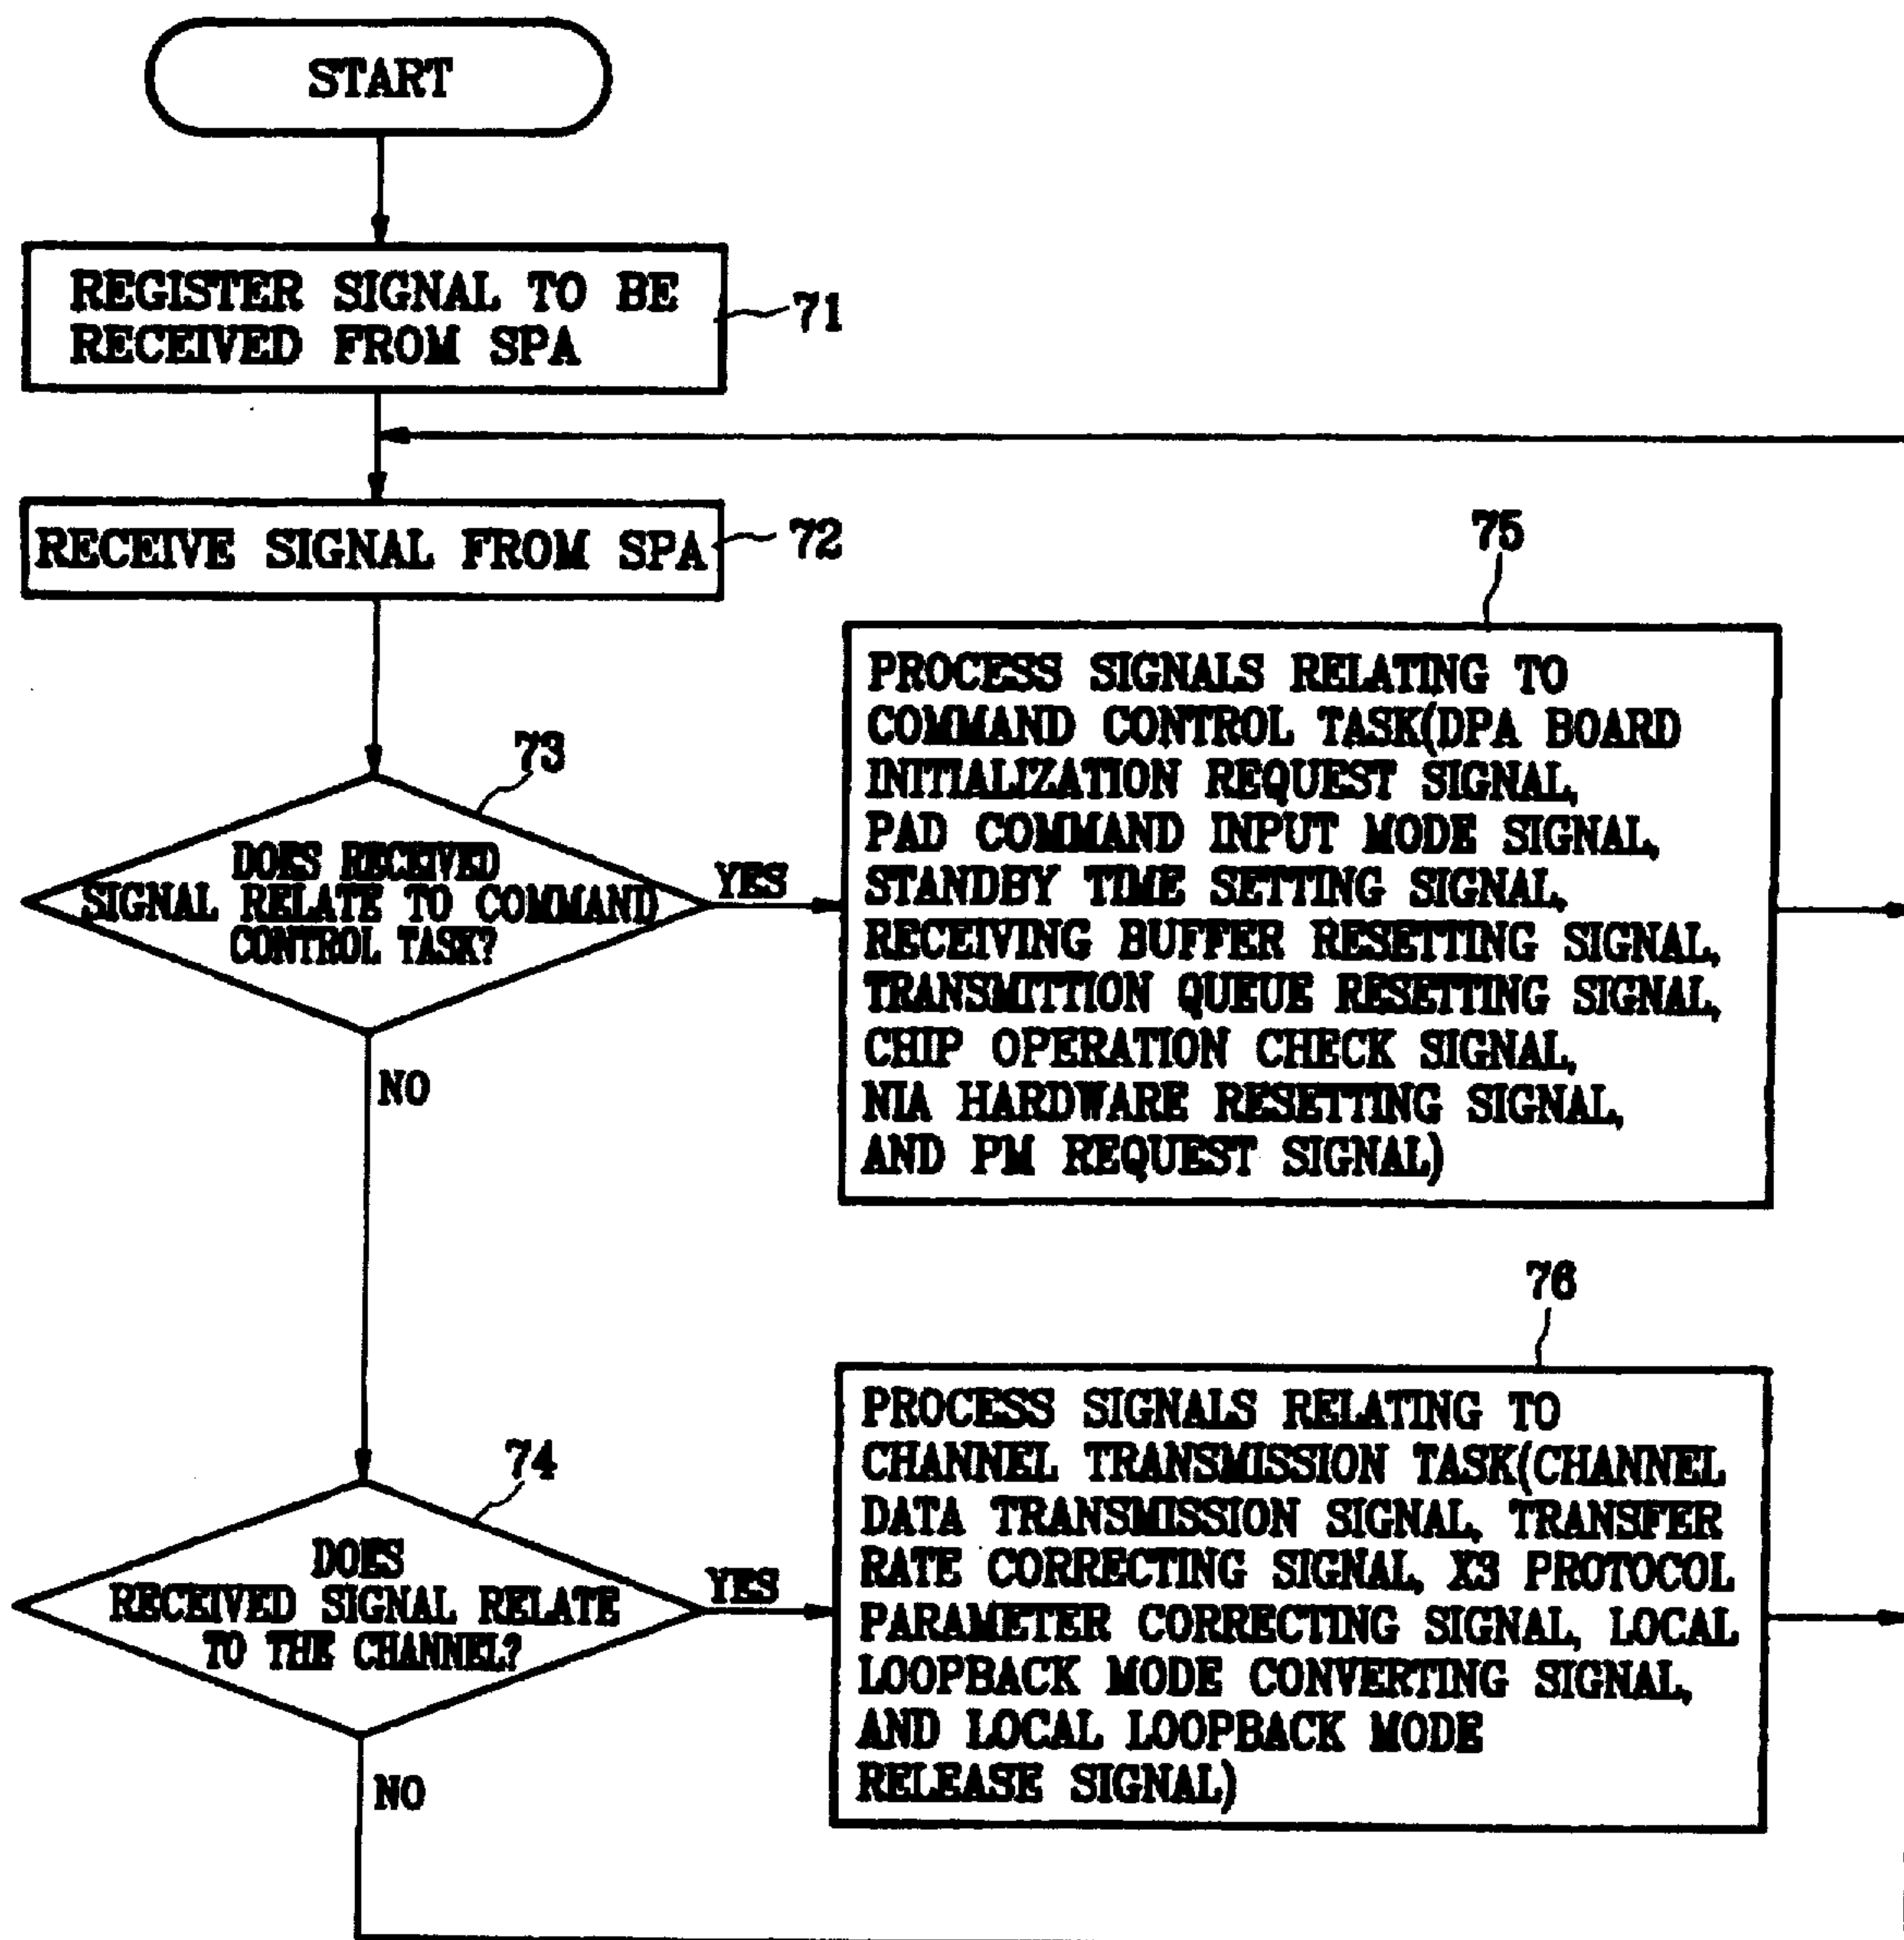 START
REGISTER SIGNAL TO BE
RECEIVED FROM SPA
71
RECEIVE SIGNAL FROM SPA
72
73
DOES RECEIVED
SIGNAL RELATE TO COMMAND
CONTROL TASK?
YES
NO
75
PROCESS SIGNALS RELATING TO
COMMAND CONTROL TASK(DPA BOARD
INITIALIZATION REQUEST SIGNAL,
PAD COMMAND INPUT MODE SIGNAL,
STANDBY TIME SETTING SIGNAL,
RECEIVING BUFFER RESETTING SIGNAL,
TRANSMITTION QUEUE RESETTING SIGNAL,
CHIP OPERATION CHECK SIGNAL,
NIA HARDWARE RESETTING SIGNAL,
AND PM REQUEST SIGNAL)
74
DOES
RECEIVED SIGNAL RELATE
TO THE CHANNEL?
YES
NO
76
PROCESS SIGNALS RELATING TO
CHANNEL TRANSMISSION TASK(CHANNEL
DATA TRANSMISSION SIGNAL, TRANSFER
RATE CORRECTING SIGNAL, X3 PROTOCOL
PARAMETER CORRECTING SIGNAL, LOCAL
LOOPBACK MODE CONVERTING SIGNAL,
AND LOCAL LOOPBACK MODE
RELEASE SIGNAL)